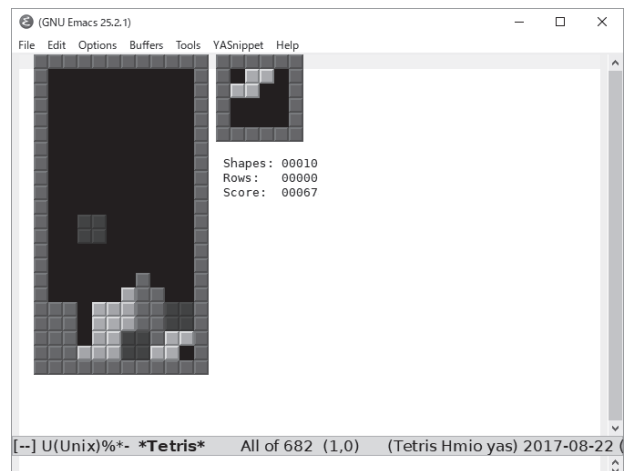 (GNU Emacs 25.2.1)
File Edit Options Buffers Tools YASnippet Help
Shapes: 00010
Rows: 00000
Score: 00067
[--] U(Unix)%*- *Tetris* All of 682 (1,0) (Tetris Hmio yas) 2017-08-22 (